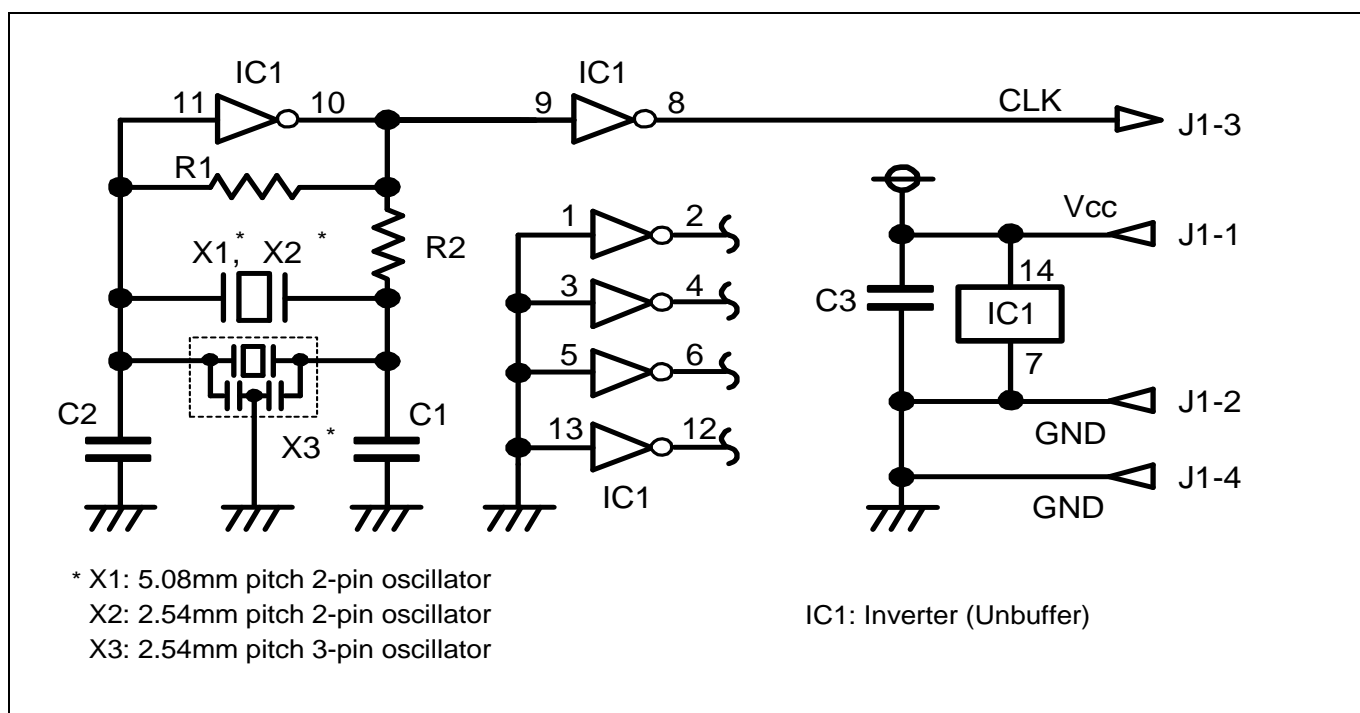 IC1 IC1
11 10 9 8 CLK J1-3
R1
1 2 Vcc J1-1
X1,* X2* R2
14
3 4 C3 IC1
5 6 7
C2 C1 J1-2
13 12 GND
X3* J1-4
IC1 GND
* X1: 5.08mm pitch 2-pin oscillator
X2: 2.54mm pitch 2-pin oscillator IC1: Inverter (Unbuffer)
X3: 2.54mm pitch 3-pin oscillator